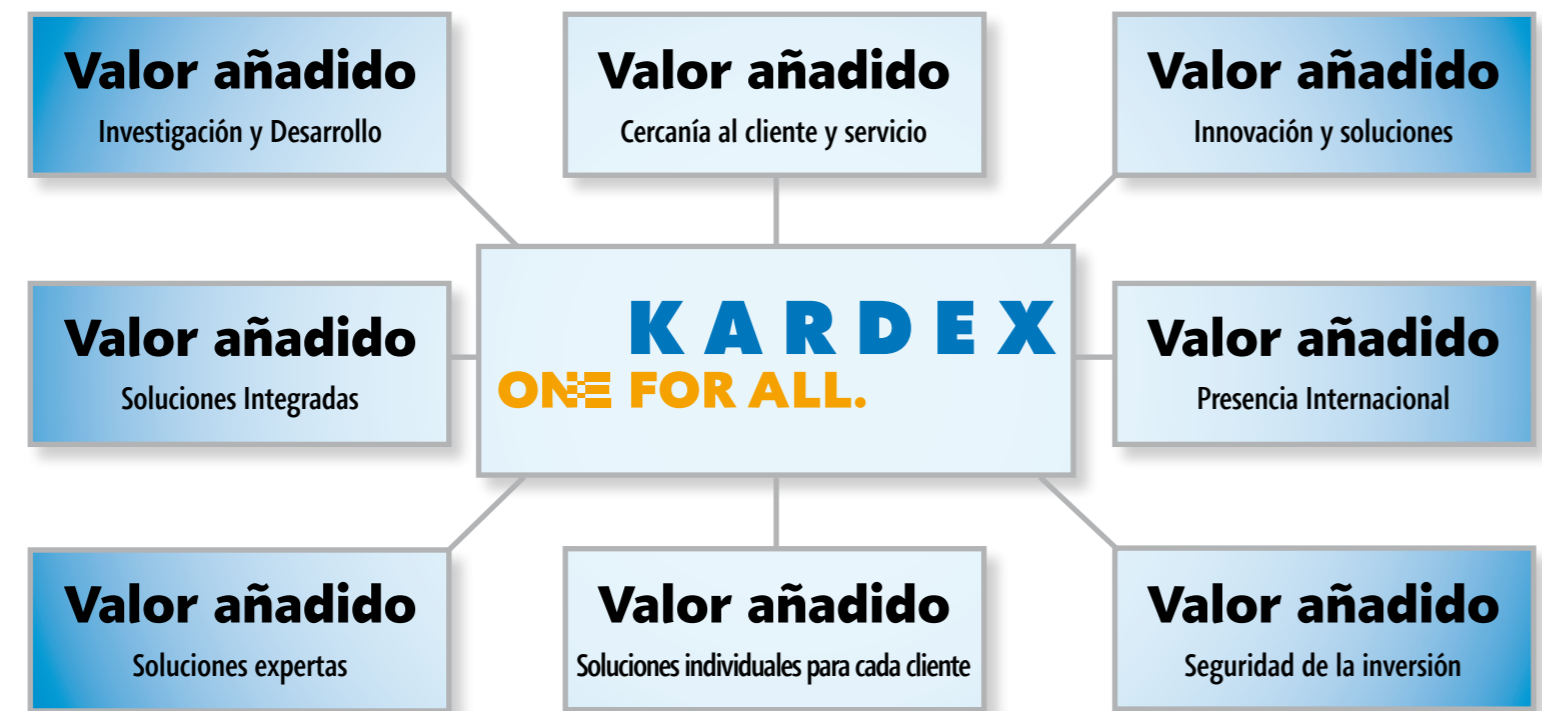 Valor añadido
Investigación y Desarrollo
Valor añadido
Cercanía al cliente y servicio
Valor añadido
Innovación y soluciones
Valor añadido
Soluciones Integradas
KARDEX
ONE FOR ALL.
Valor añadido
Presencia Internacional
Valor añadido
Soluciones expertas
Valor añadido
Soluciones individuales para cada cliente
Valor añadido
Seguridad de la inversión